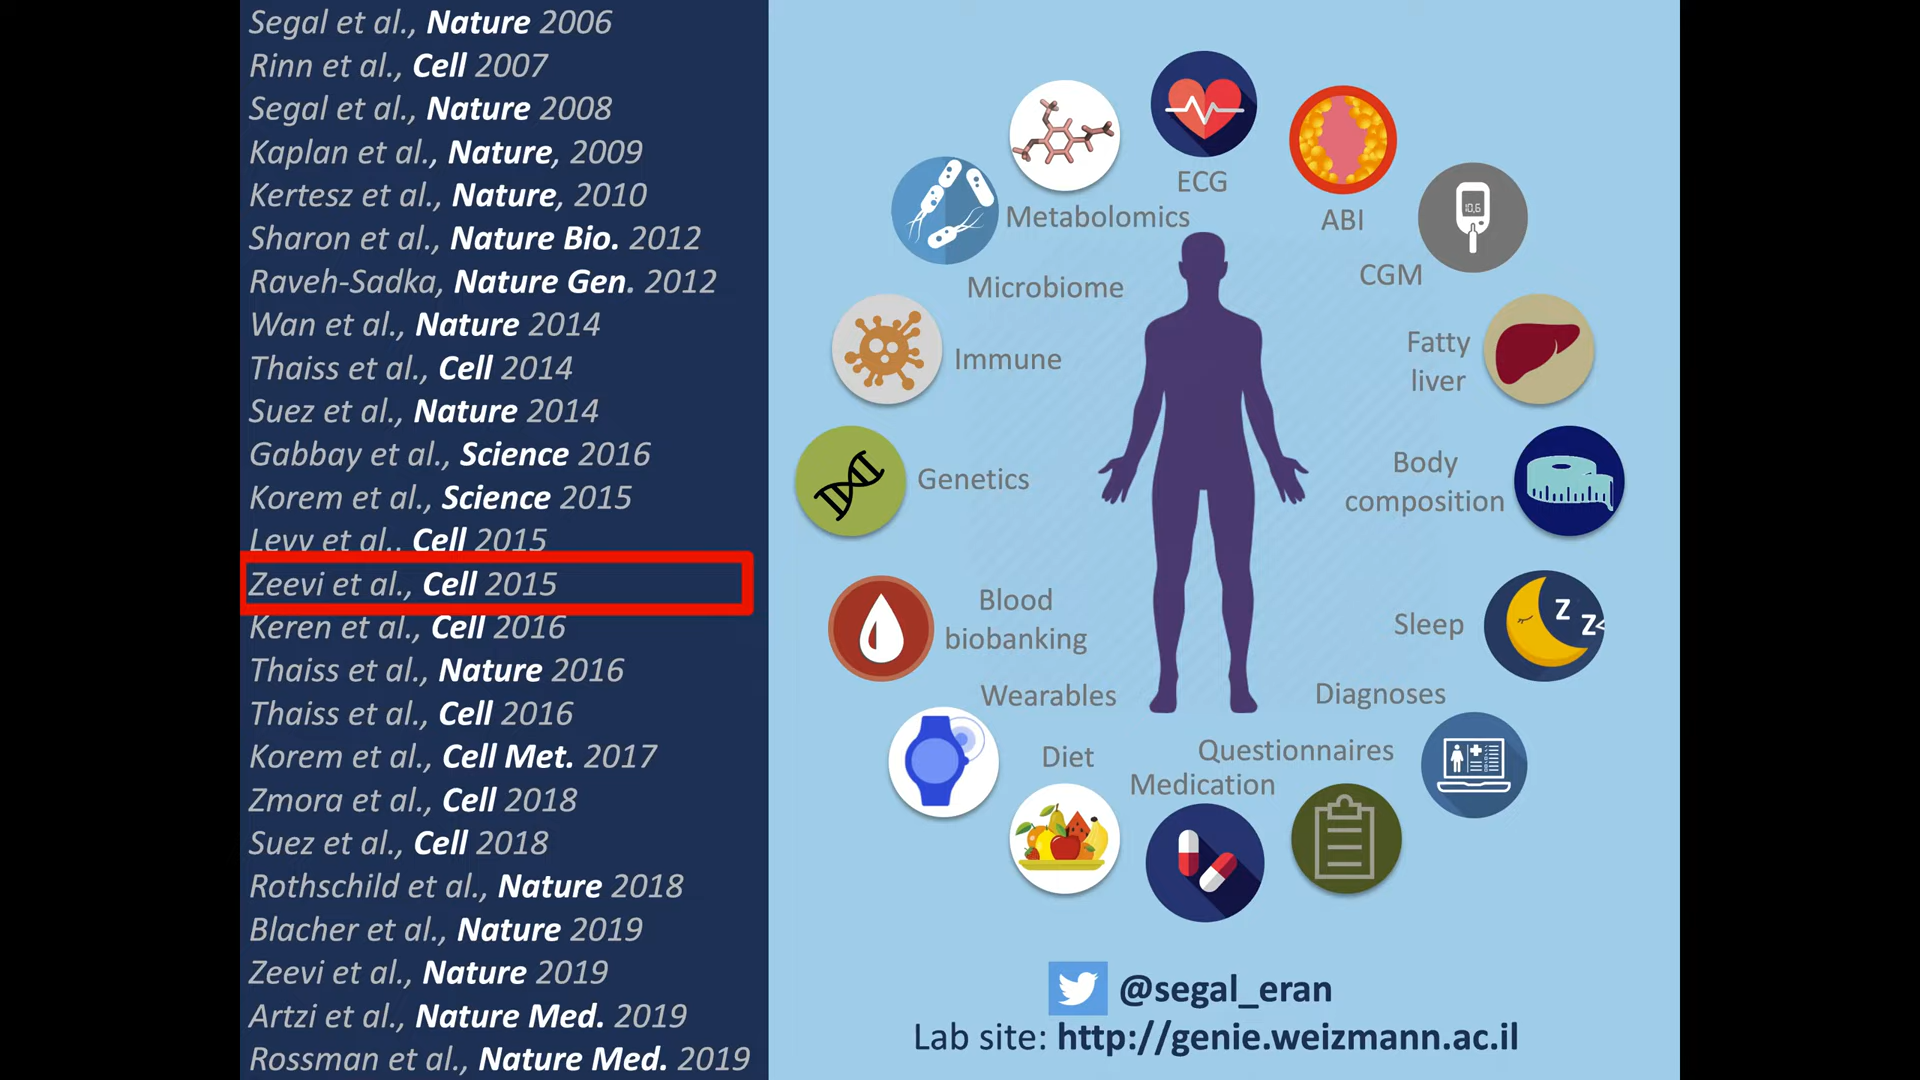 Segal et al., Nature 2006
Rinn et al., Cell 2007
Segal et al., Nature 2008
Kaplan et al., Nature, 2009
Kertesz et al., Nature, 2010
Sharon et al., Nature Bio. 2012
Raveh-Sadka, Nature Gen. 2012
Wan et al., Nature 2014
Thaiss et al., Cell 2014
Suez et al., Nature 2014
Gabbay et al., Science 2016
Korem et al., Science 2015
Levy et al., Cell 2015
Zeevi et al., Cell 2015
Keren et al., Cell 2016
Thaiss et al., Nature 2016
Thaiss et al., Cell 2016
Korem et al., Cell Met. 2017
Zmora et al., Cell 2018
Suez et al., Cell 2018
Rothschild et al., Nature 2018
Blacher et al., Nature 2019
Zeevi et al., Nature 2019
Artzi et al., Nature Med. 2019
Rossman et al., Nature Med. 2019
ECG
Metabolomics
ABI
10,6
CGM
Microbiome
Immune
Fatty
liver
Genetics
Body
composition
Blood
biobanking
Sleep
Z Z
Wearables
Diagnoses
Diet
Questionnaires
Medication
@segal_eran
Lab site: http://genie.weizmann.ac.il